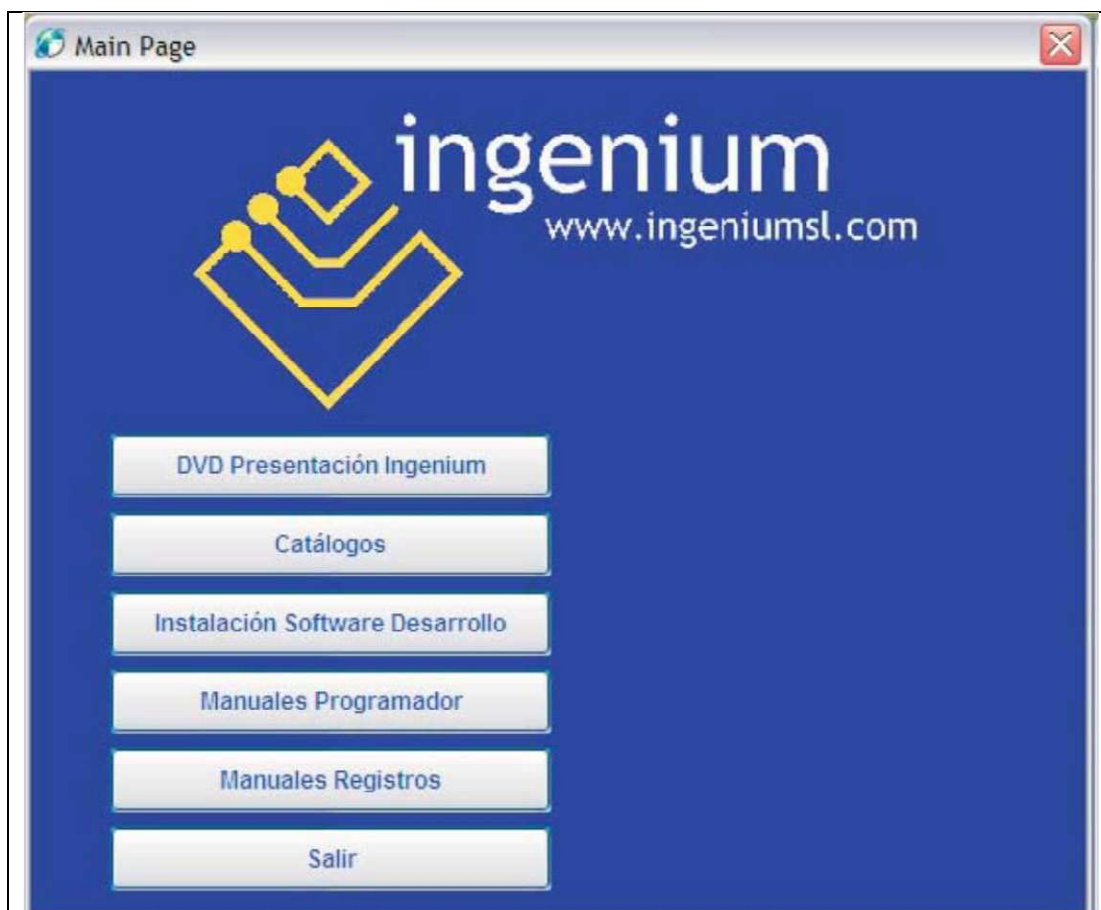 Main Page
ingenium
www.ingeniumsl.com
DVD Presentación Ingenium
Catálogos
Instalación Software Desarrollo
Manuales Programador
Manuales Registros
Salir